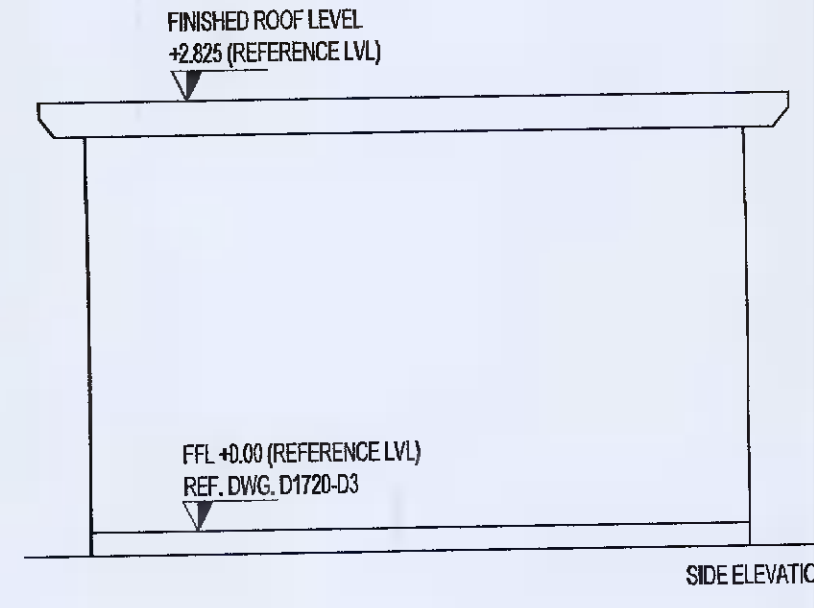 FINISHED ROOF LEVEL
+2.825 (REFERENCE LVL)
FFL +0.00 (REFERENCE LVL)
REF. DWG. D1720-D3
SIDE ELEVATIO